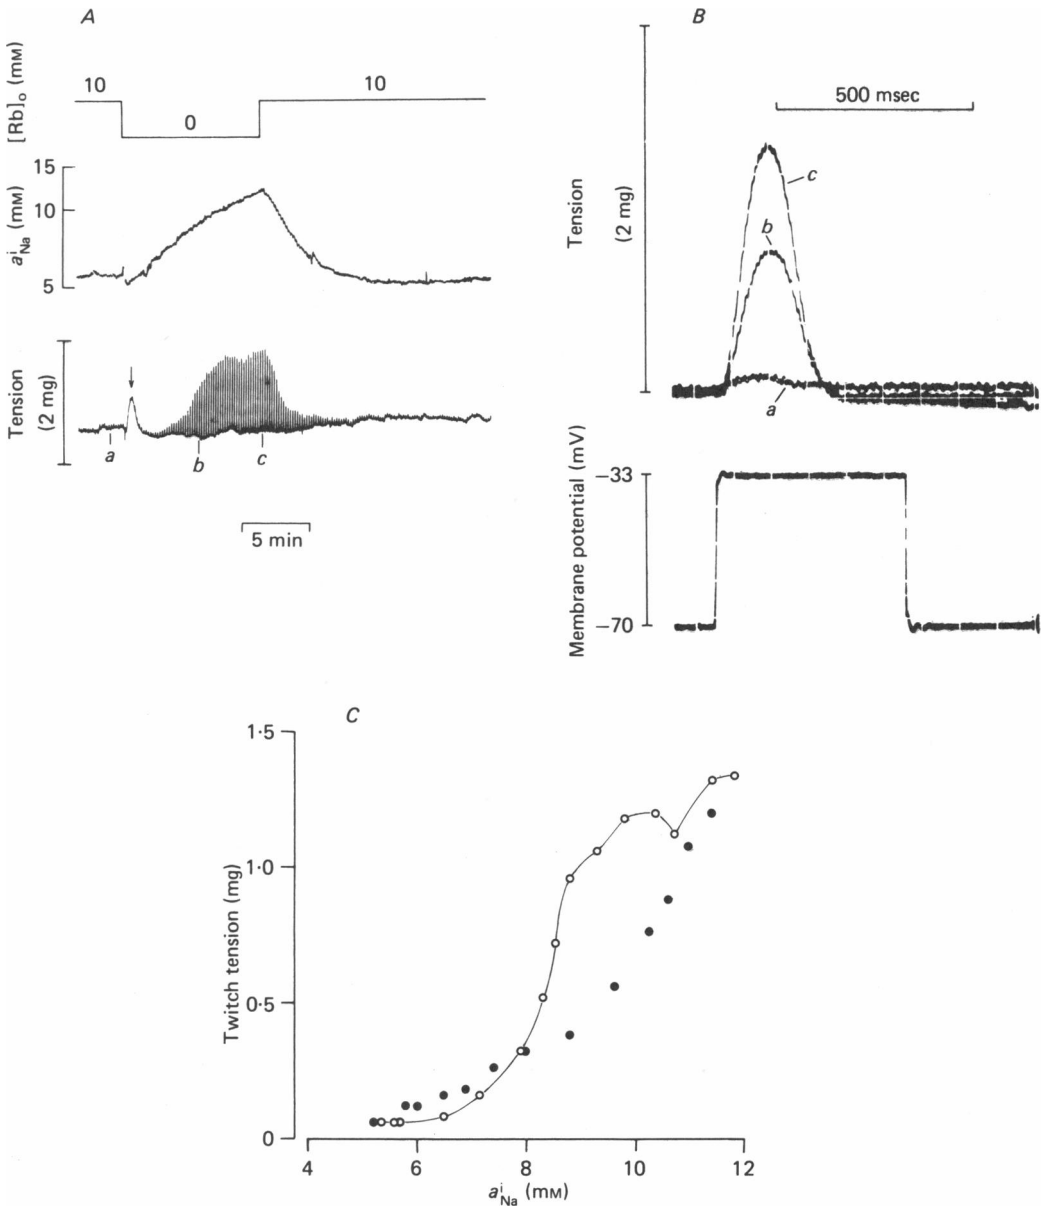 A
[Rb]o (mM)
10
0
10
aiNa (mM)
15
10
5
Tension
(2 mg)
a
b
c
5 min
B
500 msec
Tension
(2 mg)
c
b
a
Membrane potential (mV)
−33
−70
C
Twitch tension (mg)
1·5
1·0
0·5
0
4
6
8
10
12
aiNa (mM)